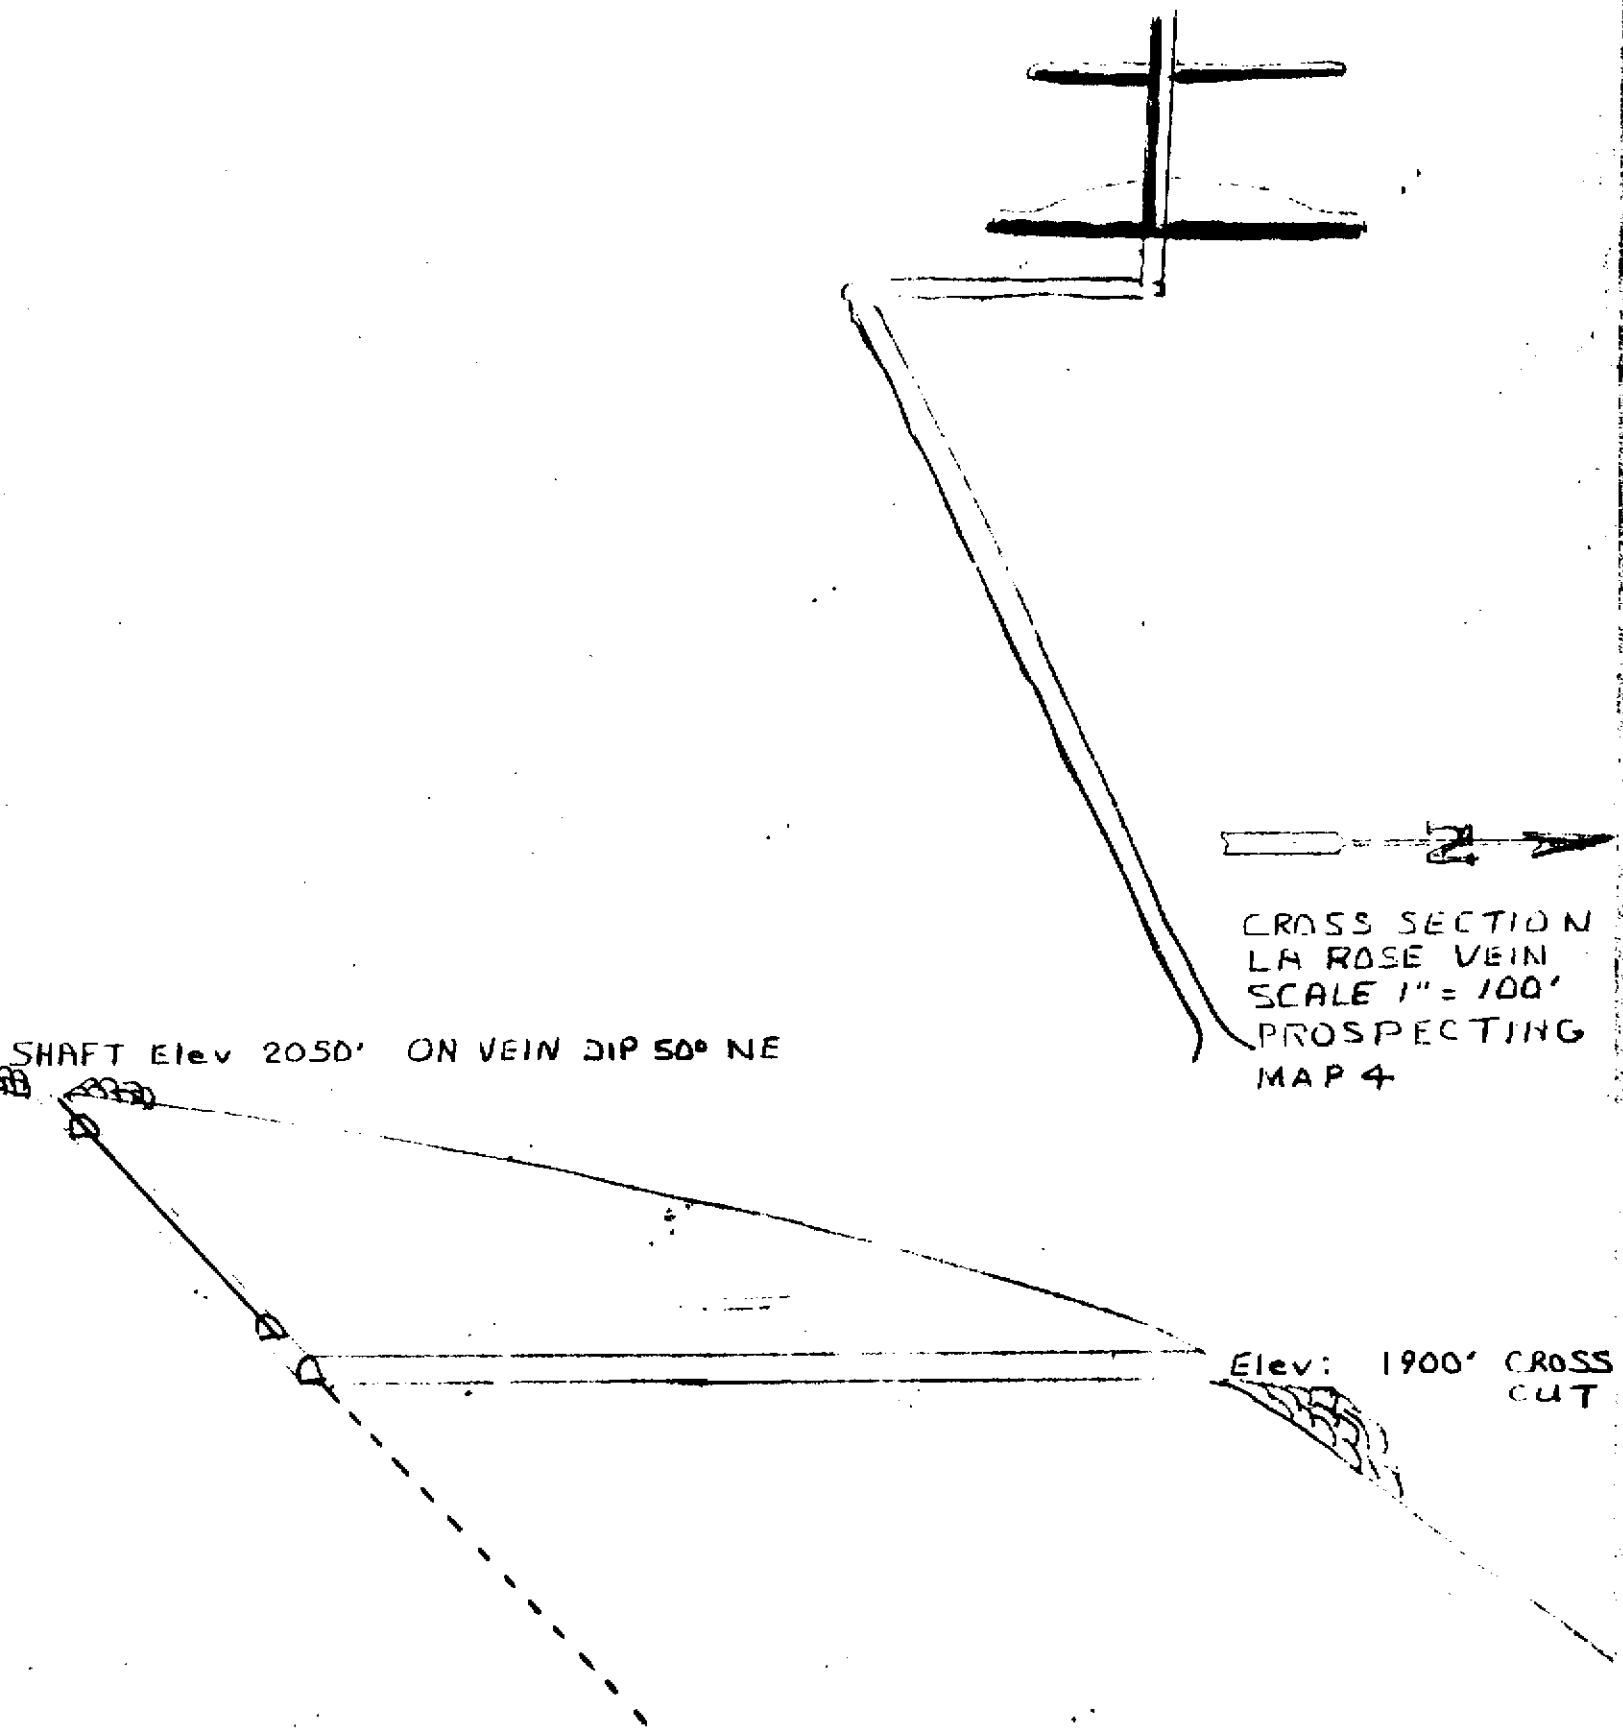 N
CROSS SECTION
LA ROSE VEIN
SCALE 1" = 100'
PROSPECTING
MAP 4
SHAFT Elev 2050' ON VEIN DIP 50° NE
Elev: 1900' CROSS
CUT